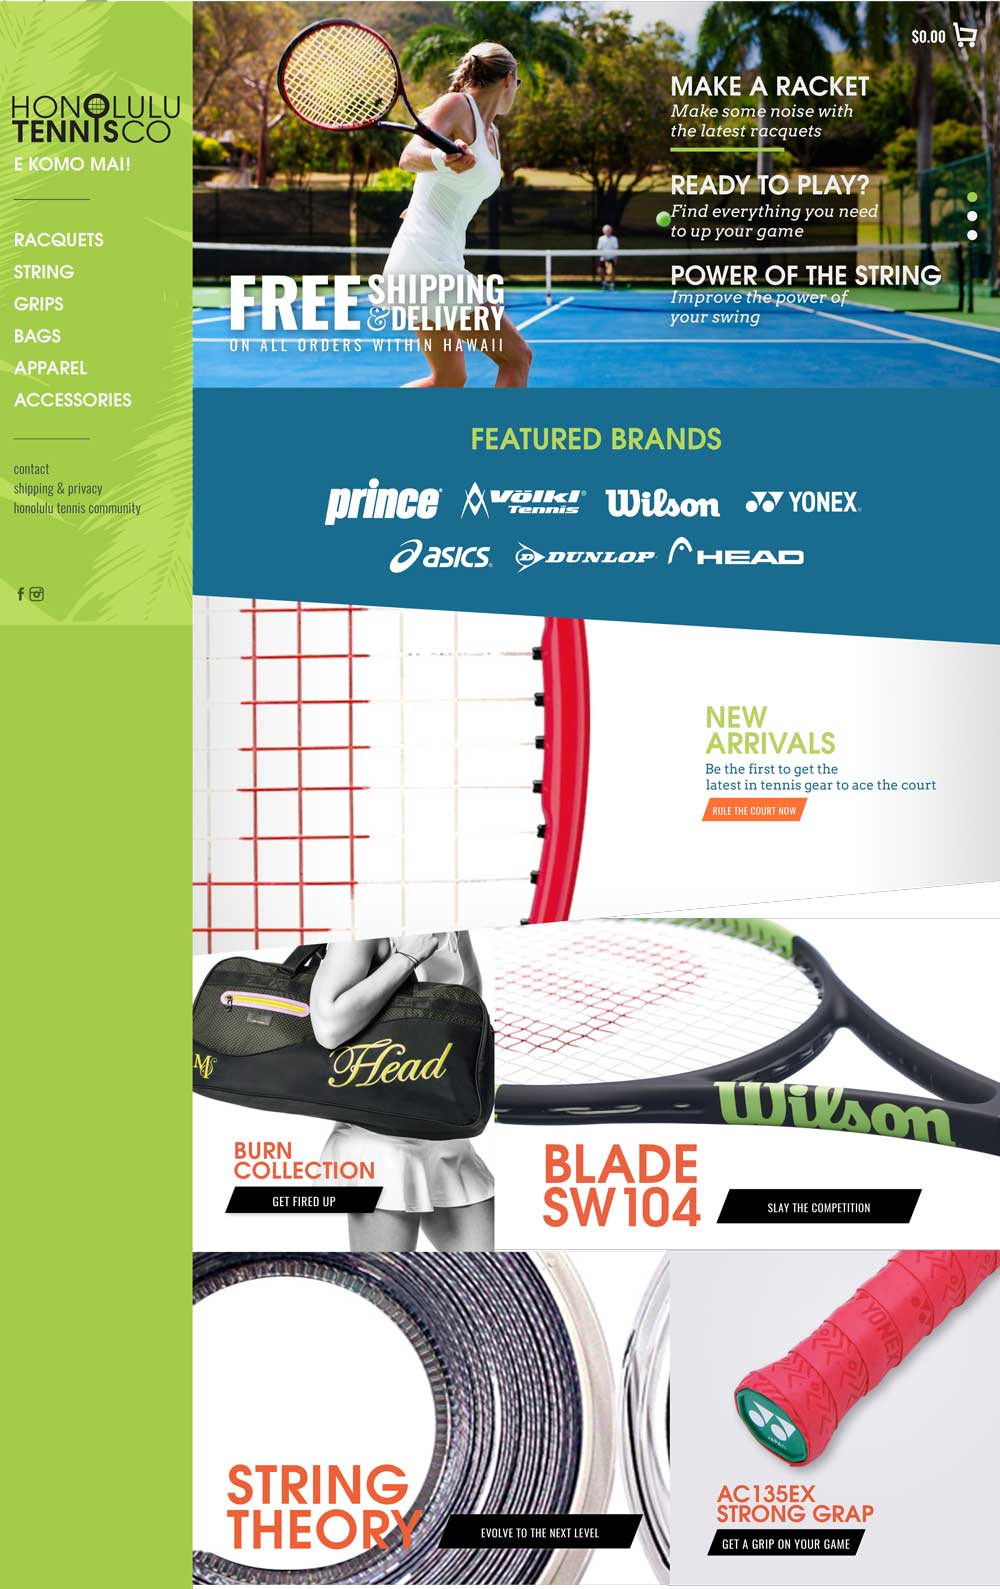 HONOLULU
TENNISCO
E KOMO MAI!
RACQUETS
STRING
GRIPS
BAGS
APPAREL
ACCESSORIES
contact
shipping & privacy
honolulu tennis community
$0.00
MAKE A RACKET
Make some noise with
the latest racquets
READY TO PLAY?
Find everything you need
to up your game
POWER OF THE STRING
Improve the power of
your swing
FREE SHIPPING
& DELIVERY
ON ALL ORDERS WITHIN HAWAII
FEATURED BRANDS
prince® Völkl® Tennis Wilson YONEX®
asics® D DUNLOP HEAD
NEW
ARRIVALS
Be the first to get the
latest in tennis gear to ace the court
RULE THE COURT NOW
Head
BURN
COLLECTION
GET FIRED UP
Wilson
BLADE
SW104
SLAY THE COMPETITION
STRING
THEORY
EVOLVE TO THE NEXT LEVEL
YONEX
JAPAN
AC135EX
STRONG GRAP
GET A GRIP ON YOUR GAME